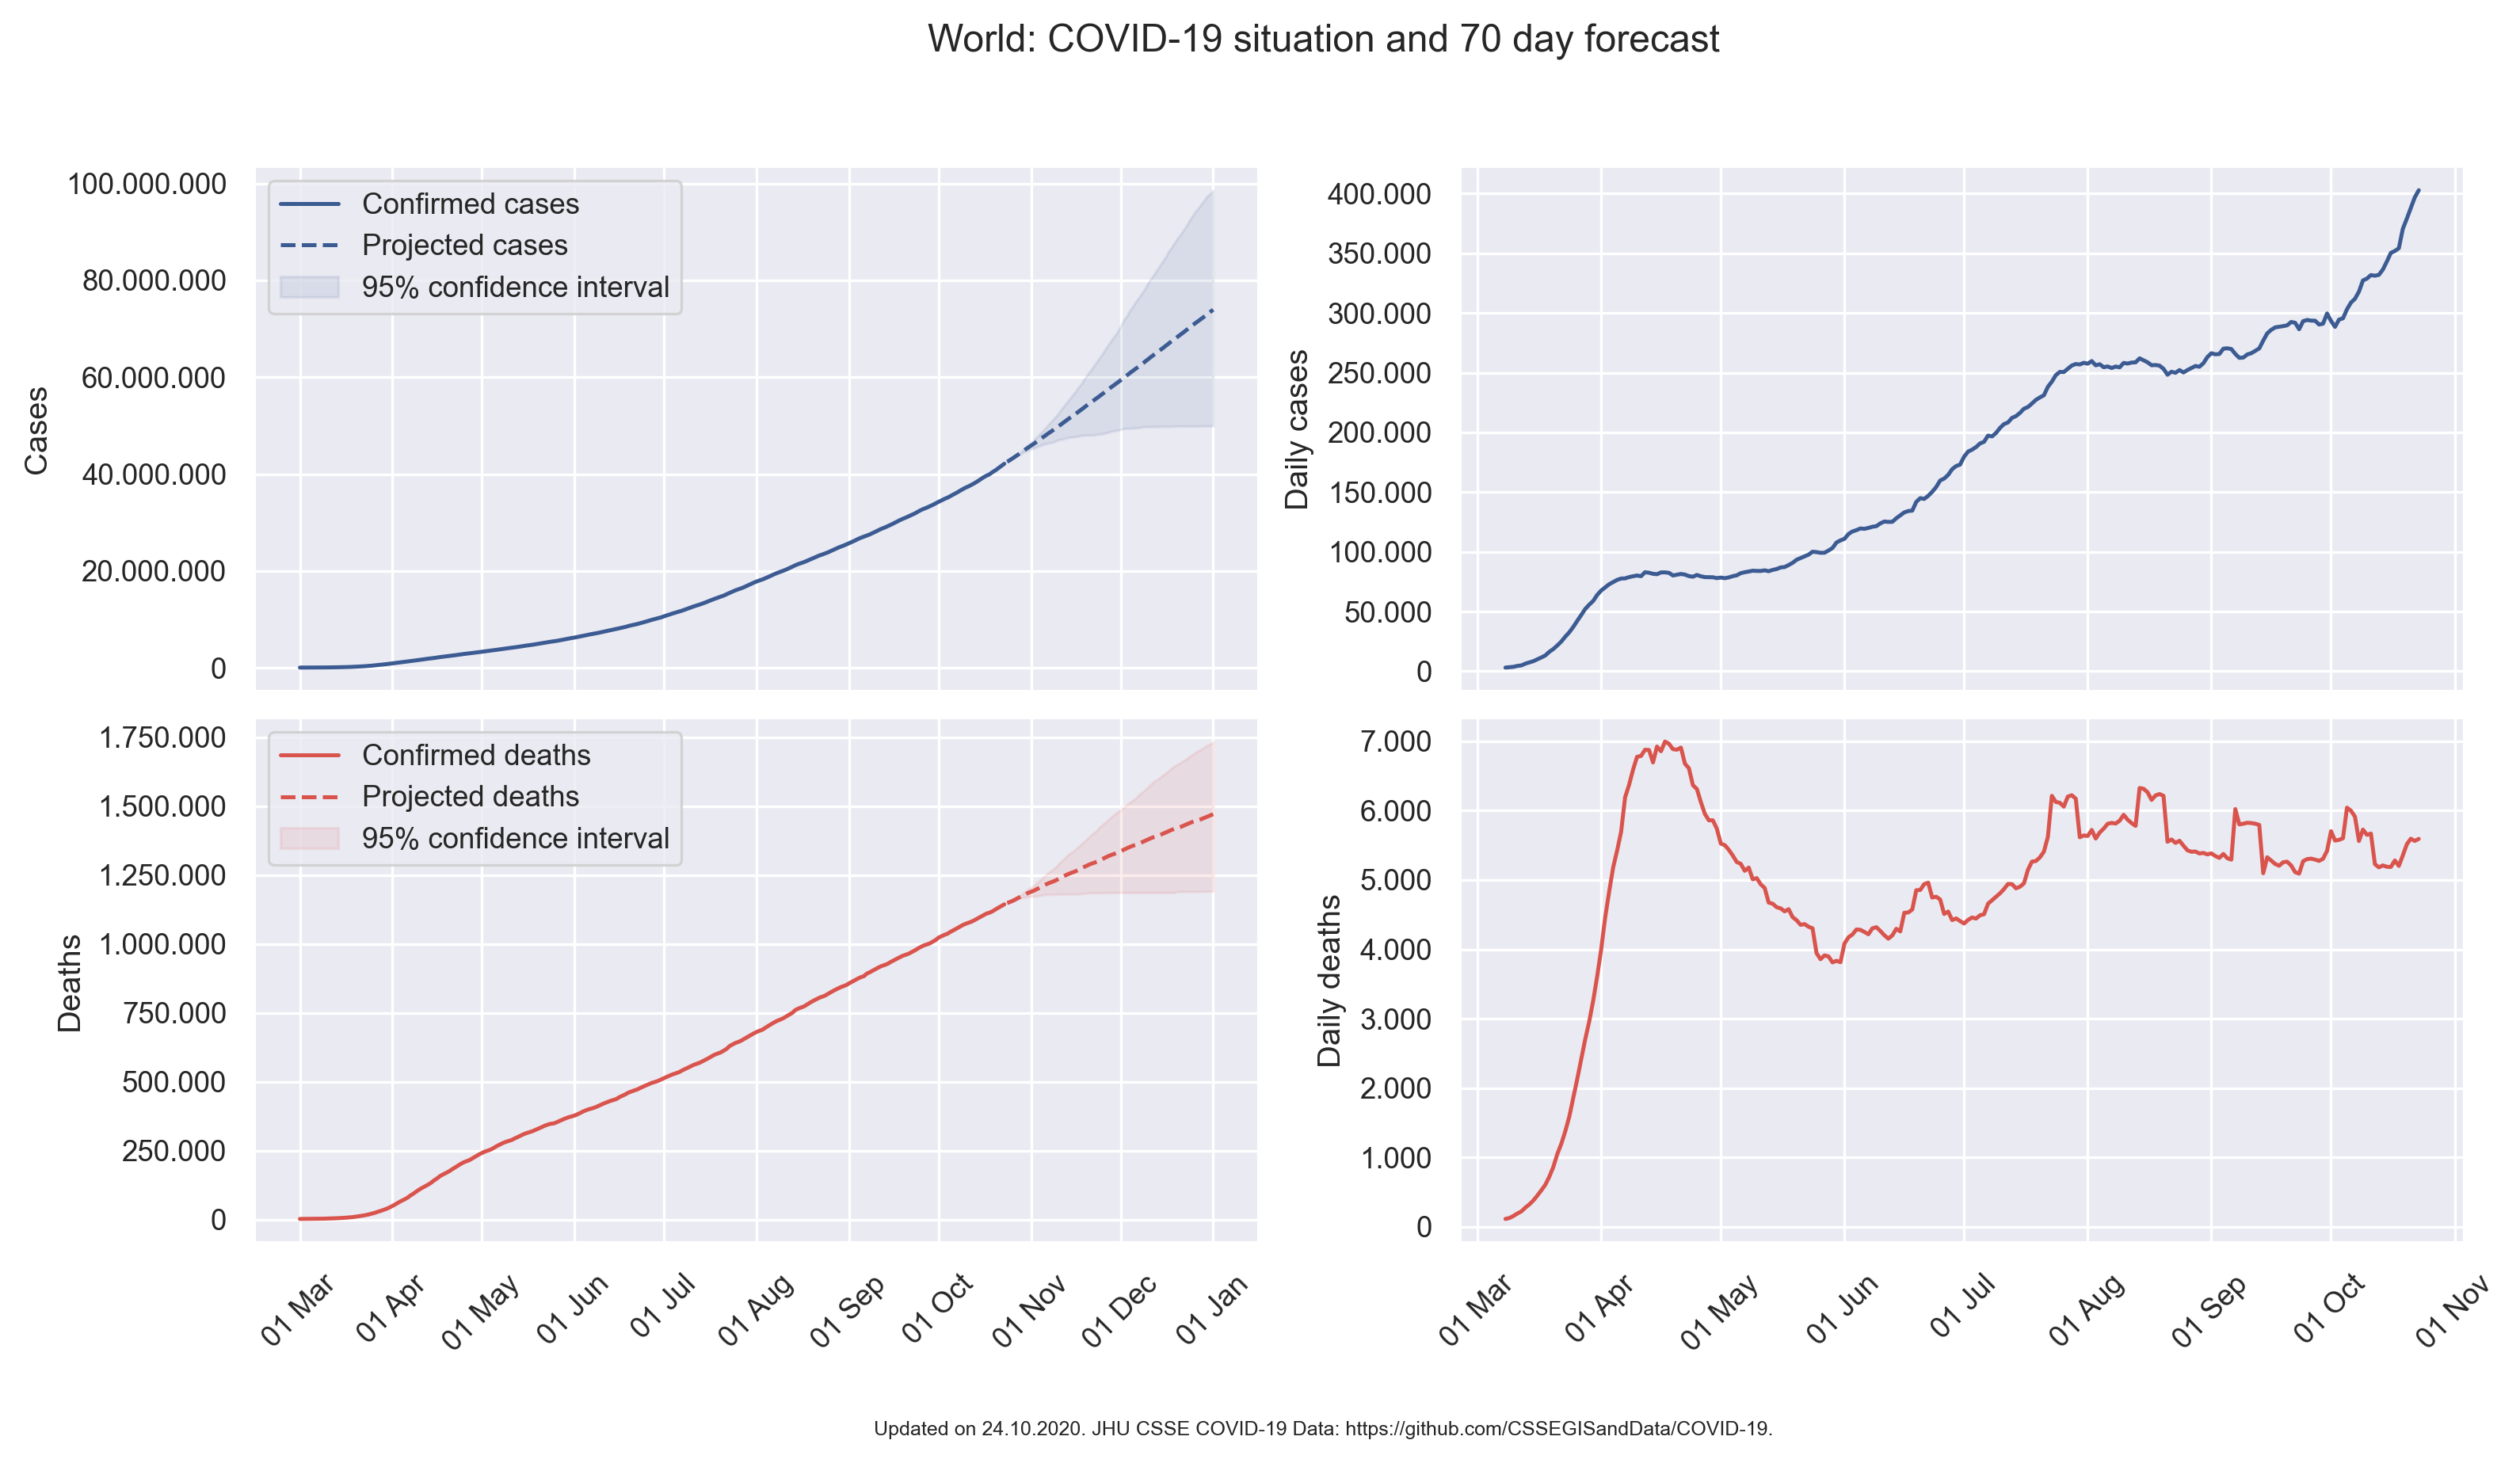 World: COVID-19 situation and 70 day forecast
Cases
100.000.000
80.000.000
60.000.000
40.000.000
20.000.000
0
Confirmed cases
Projected cases
95% confidence interval
Daily cases
400.000
350.000
300.000
250.000
200.000
150.000
100.000
50.000
0
Deaths
1.750.000
1.500.000
1.250.000
1.000.000
750.000
500.000
250.000
0
Confirmed deaths
Projected deaths
95% confidence interval
01 Mar
01 Apr
01 May
01 Jun
01 Jul
01 Aug
01 Sep
01 Oct
01 Nov
01 Dec
01 Jan
Daily deaths
7.000
6.000
5.000
4.000
3.000
2.000
1.000
0
01 Mar
01 Apr
01 May
01 Jun
01 Jul
01 Aug
01 Sep
01 Oct
01 Nov
Updated on 24.10.2020. JHU CSSE COVID-19 Data: https://github.com/CSSEGISandData/COVID-19.